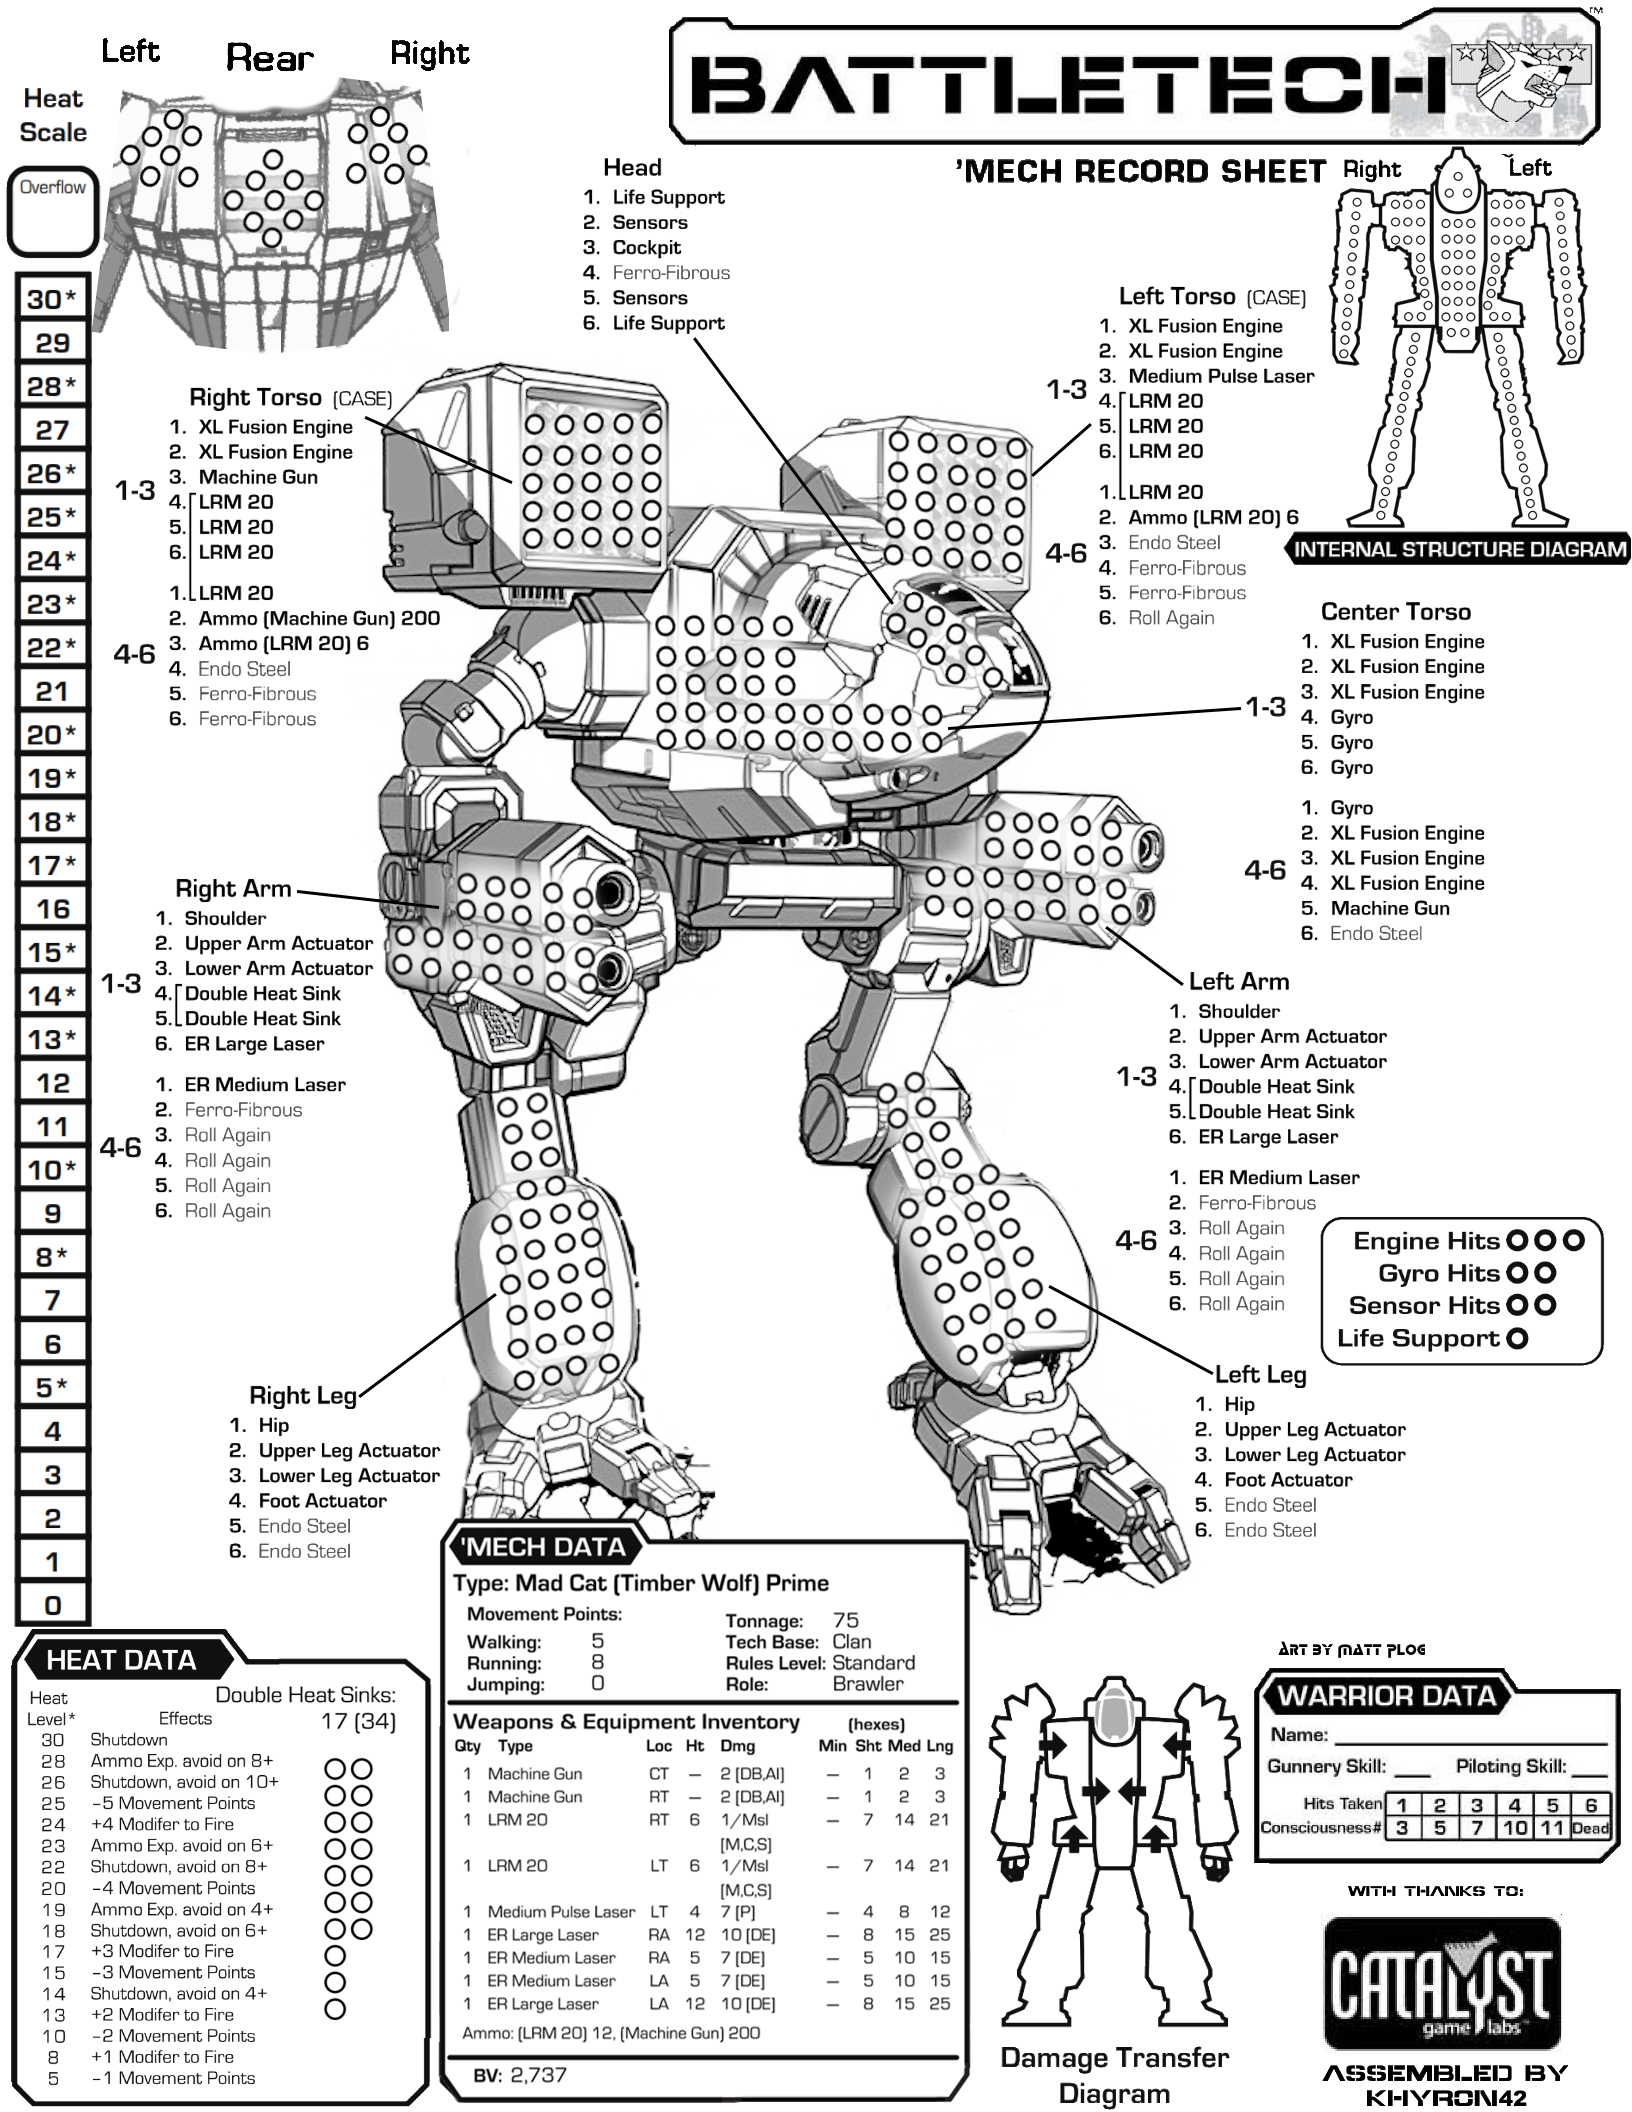 Left Rear Right
Heat
Scale
Overflow
30*
29
28*
27
26*
25*
24*
23*
22*
21
20*
19*
18*
17*
16
15*
14*
13*
12
11
10*
9
8*
7
6
5*
4
3
2
1
0
BATTLETECH
TM
'MECH RECORD SHEET
Head
1. Life Support
2. Sensors
3. Cockpit
4. Ferro-Fibrous
5. Sensors
6. Life Support
Right Left
INTERNAL STRUCTURE DIAGRAM
Left Torso (CASE)
1-3
1. XL Fusion Engine
2. XL Fusion Engine
3. Medium Pulse Laser
4. LRM 20
5. LRM 20
6. LRM 20
4-6
1. LRM 20
2. Ammo (LRM 20) 6
3. Endo Steel
4. Ferro-Fibrous
5. Ferro-Fibrous
6. Roll Again
Right Torso (CASE)
1-3
1. XL Fusion Engine
2. XL Fusion Engine
3. Machine Gun
4. LRM 20
5. LRM 20
6. LRM 20
4-6
1. LRM 20
2. Ammo (Machine Gun) 200
3. Ammo (LRM 20) 6
4. Endo Steel
5. Ferro-Fibrous
6. Ferro-Fibrous
Center Torso
1-3
1. XL Fusion Engine
2. XL Fusion Engine
3. XL Fusion Engine
4. Gyro
5. Gyro
6. Gyro
4-6
1. Gyro
2. XL Fusion Engine
3. XL Fusion Engine
4. XL Fusion Engine
5. Machine Gun
6. Endo Steel
Right Arm
1-3
1. Shoulder
2. Upper Arm Actuator
3. Lower Arm Actuator
4. Double Heat Sink
5. Double Heat Sink
6. ER Large Laser
4-6
1. ER Medium Laser
2. Ferro-Fibrous
3. Roll Again
4. Roll Again
5. Roll Again
6. Roll Again
Left Arm
1-3
1. Shoulder
2. Upper Arm Actuator
3. Lower Arm Actuator
4. Double Heat Sink
5. Double Heat Sink
6. ER Large Laser
4-6
1. ER Medium Laser
2. Ferro-Fibrous
3. Roll Again
4. Roll Again
5. Roll Again
6. Roll Again
Engine Hits
Gyro Hits
Sensor Hits
Life Support
Right Leg
1. Hip
2. Upper Leg Actuator
3. Lower Leg Actuator
4. Foot Actuator
5. Endo Steel
6. Endo Steel
Left Leg
1. Hip
2. Upper Leg Actuator
3. Lower Leg Actuator
4. Foot Actuator
5. Endo Steel
6. Endo Steel
HEAT DATA
Heat
Level* Effects
Double Heat Sinks:
17 (34)
30 Shutdown
28 Ammo Exp. avoid on 8+
26 Shutdown, avoid on 10+
25 -5 Movement Points
24 +4 Modifer to Fire
23 Ammo Exp. avoid on 6+
22 Shutdown, avoid on 8+
20 -4 Movement Points
19 Ammo Exp. avoid on 4+
18 Shutdown, avoid on 6+
17 +3 Modifer to Fire
15 -3 Movement Points
14 Shutdown, avoid on 4+
13 +2 Modifer to Fire
10 -2 Movement Points
8 +1 Modifer to Fire
5 -1 Movement Points
'MECH DATA
Type: Mad Cat (Timber Wolf) Prime
Movement Points:
Walking: 5
Running: 8
Jumping: 0
Tonnage: 75
Tech Base: Clan
Rules Level: Standard
Role: Brawler
Weapons & Equipment Inventory (hexes)
Qty Type Loc Ht Dmg Min Sht Med Lng
1 Machine Gun CT – 2 [DB,AI] – 1 2 3
1 Machine Gun RT – 2 [DB,AI] – 1 2 3
1 LRM 20 RT 6 1/Msl – 7 14 21
[M,C,S]
1 LRM 20 LT 6 1/Msl – 7 14 21
[M,C,S]
1 Medium Pulse Laser LT 4 7 [P] – 4 8 12
1 ER Large Laser RA 12 10 [DE] – 8 15 25
1 ER Medium Laser RA 5 7 [DE] – 5 10 15
1 ER Medium Laser LA 5 7 [DE] – 5 10 15
1 ER Large Laser LA 12 10 [DE] – 8 15 25
Ammo: (LRM 20) 12, (Machine Gun) 200
BV: 2,737
Damage Transfer
Diagram
ART BY MATT PLOG
WARRIOR DATA
Name:
Gunnery Skill: Piloting Skill:
Hits Taken 1 2 3 4 5 6
Consciousness# 3 5 7 10 11 Dead
WITH THANKS TO:
CATALYST
game labs
ASSEMBLED BY
KHYRON42